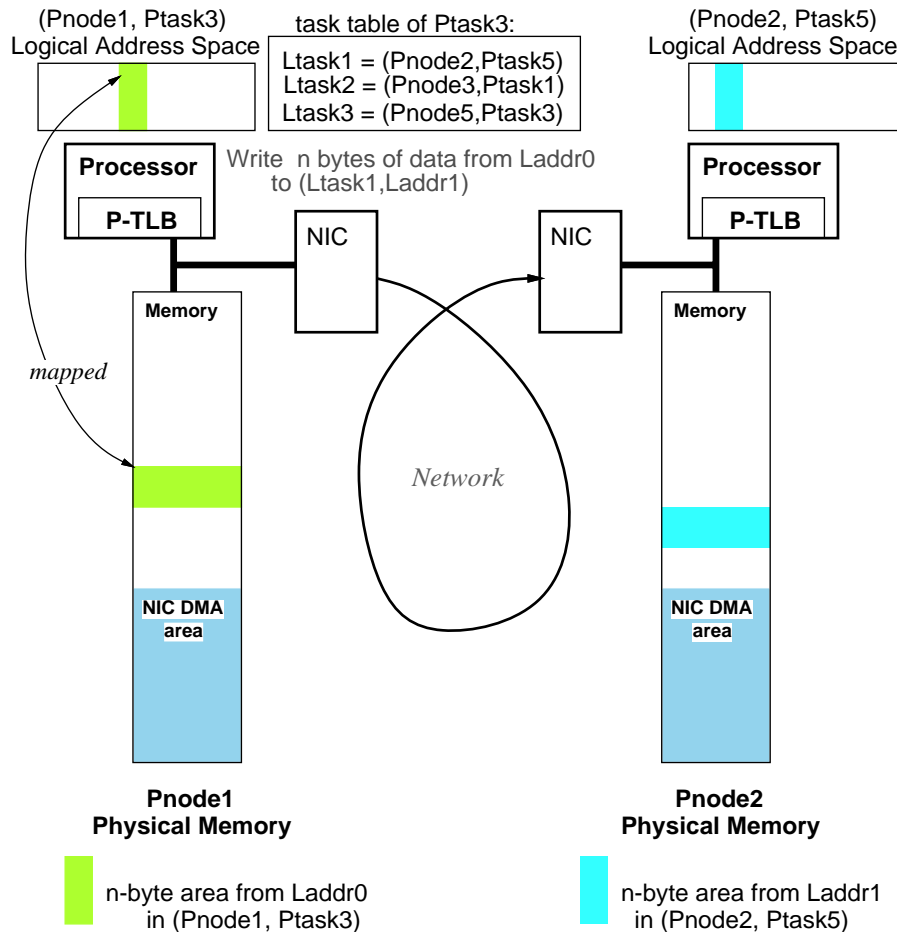 (Pnode1, Ptask3)
Logical Address Space
task table of Ptask3:
Ltask1 = (Pnode2,Ptask5)
Ltask2 = (Pnode3,Ptask1)
Ltask3 = (Pnode5,Ptask3)
(Pnode2, Ptask5)
Logical Address Space
Processor
P-TLB
Write n bytes of data from Laddr0
to (Ltask1,Laddr1)
NIC
NIC
Processor
P-TLB
Memory
Memory
mapped
Network
NIC DMA
area
NIC DMA
area
Pnode1
Physical Memory
Pnode2
Physical Memory
n-byte area from Laddr0
in (Pnode1, Ptask3)
n-byte area from Laddr1
in (Pnode2, Ptask5)